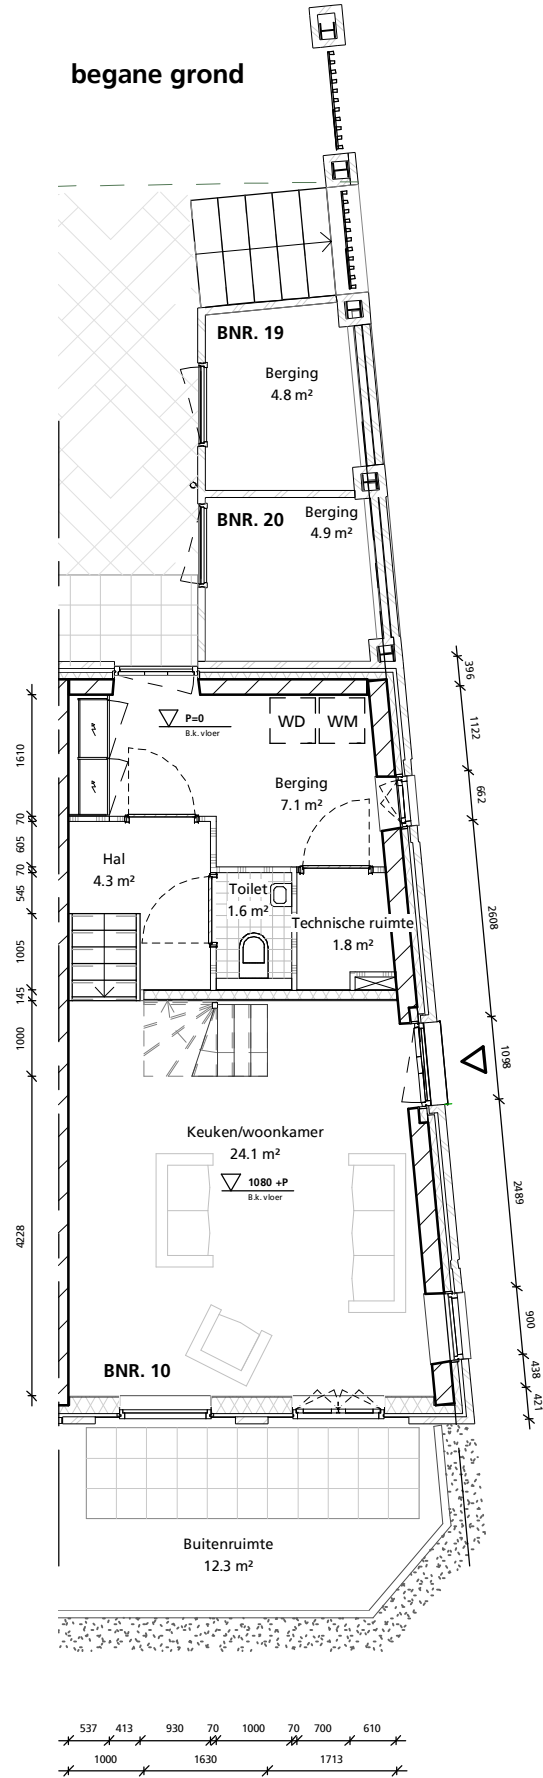 begane grond
BNR. 19
Berging
4.8 m²
BNR. 20
Berging
4.9 m²
396
1122
662
2608
1098
2489
900
438
421
P=0
B.k. vloer
WD
WM
Berging
7.1 m²
Hal
4.3 m²
Toilet
1.6 m²
Technische ruimte
1.8 m²
1610
70
605
70
545
1005
145
1000
4228
Keuken/woonkamer
24.1 m²
1080 +P
B.k. vloer
BNR. 10
Buitenruimte
12.3 m²
537 413 930 70 1000 70 700 610
1000 1630 1713